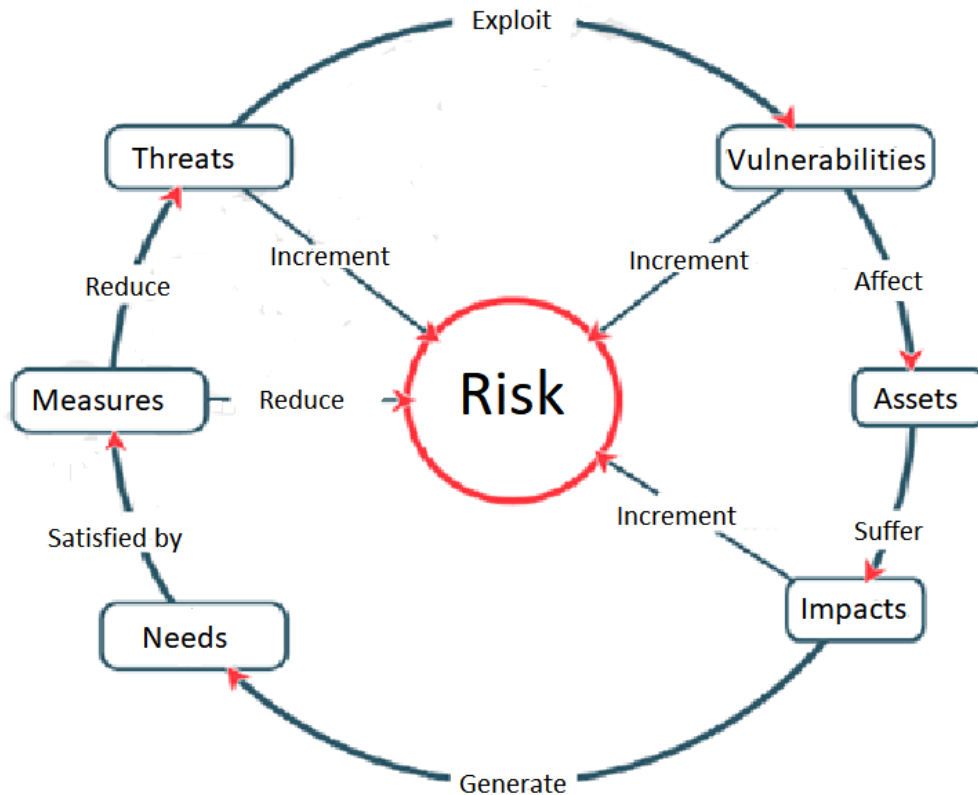 Exploit
Threats
Vulnerabilities
Increment
Increment
Reduce
Affect
Measures
Reduce
Risk
Assets
Increment
Satisfied by
Suffer
Needs
Impacts
Generate